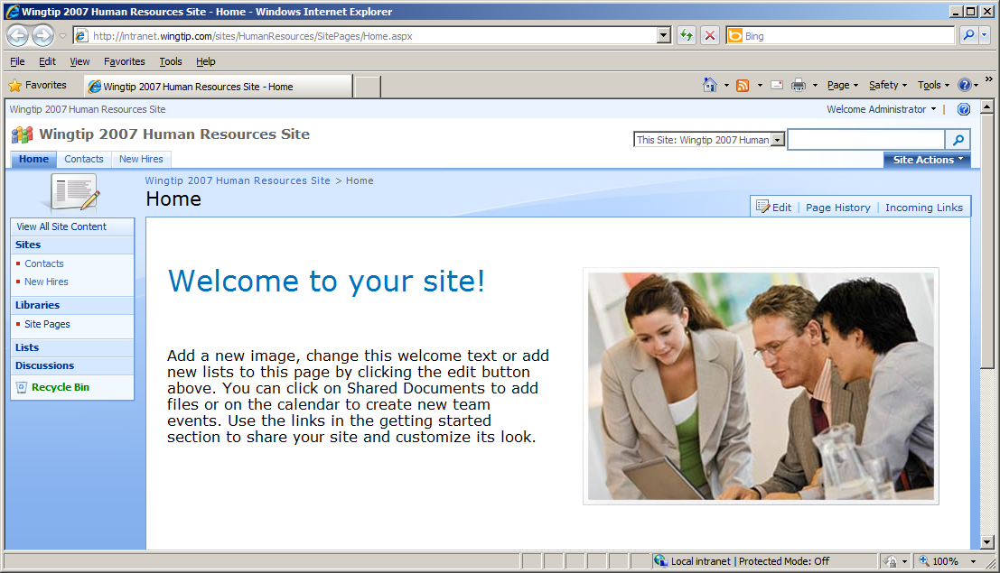 Wingtip 2007 Human Resources Site - Home - Windows Internet Explorer
http://intranet.wingtip.com/sites/HumanResources/SitePages/Home.aspx
Bing
File Edit View Favorites Tools Help
Favorites
Wingtip 2007 Human Resources Site - Home
Page Safety Tools
Wingtip 2007 Human Resources Site
Welcome Administrator |
Wingtip 2007 Human Resources Site
This Site: Wingtip 2007 Human
Home Contacts New Hires
Site Actions
Wingtip 2007 Human Resources Site > Home
Home
Edit | Page History | Incoming Links
View All Site Content
Sites
Contacts
New Hires
Libraries
Site Pages
Lists
Discussions
Recycle Bin
Welcome to your site!
Add a new image, change this welcome text or add
new lists to this page by clicking the edit button
above. You can click on Shared Documents to add
files or on the calendar to create new team
events. Use the links in the getting started
section to share your site and customize its look.
Local intranet | Protected Mode: Off
100%